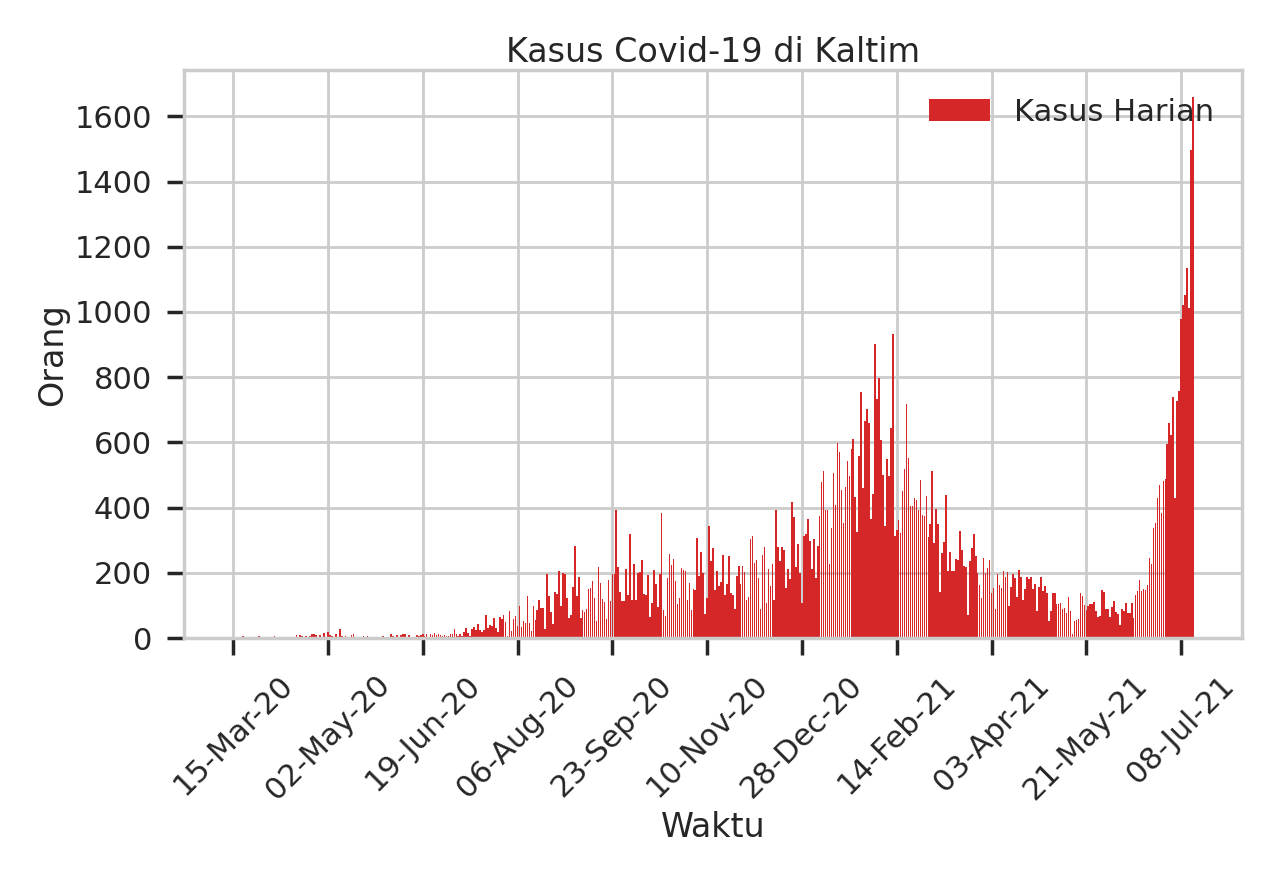 Kasus Covid-19 di Kaltim
Kasus Harian
Orang
1600
1400
1200
1000
800
600
400
200
0
15-Mar-20
02-May-20
19-Jun-20
06-Aug-20
23-Sep-20
10-Nov-20
28-Dec-20
14-Feb-21
03-Apr-21
21-May-21
08-Jul-21
Waktu